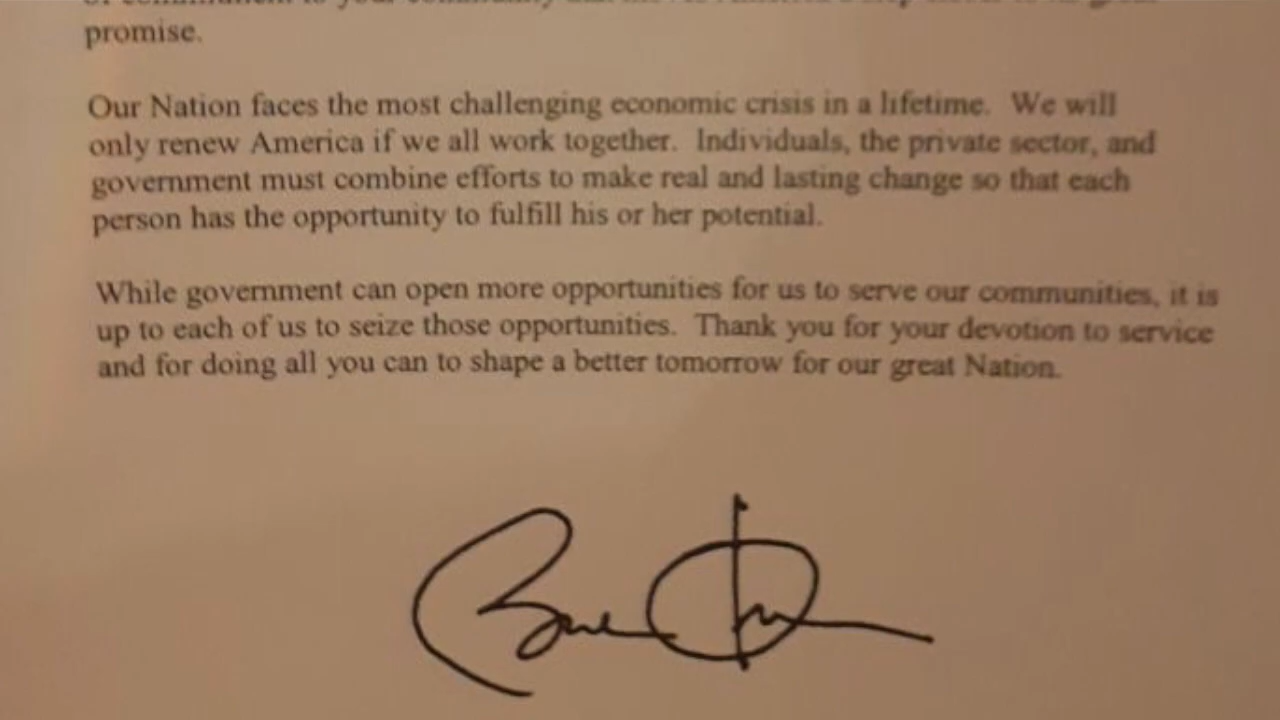 promise.
Our Nation faces the most challenging economic crisis in a lifetime. We will
only renew America if we all work together. Individuals, the private sector, and
government must combine efforts to make real and lasting change so that each
person has the opportunity to fulfill his or her potential.
While government can open more opportunities for us to serve our communities, it is
up to each of us to seize those opportunities. Thank you for your devotion to service
and for doing all you can to shape a better tomorrow for our great Nation.